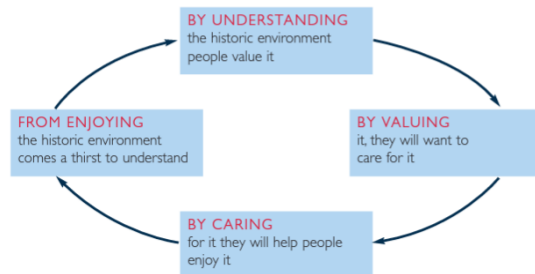 BY UNDERSTANDING
the historic environment
people value it
FROM ENJOYING
the historic environment
comes a thirst to understand
BY VALUING
it, they will want to
care for it
BY CARING
for it they will help people
enjoy it